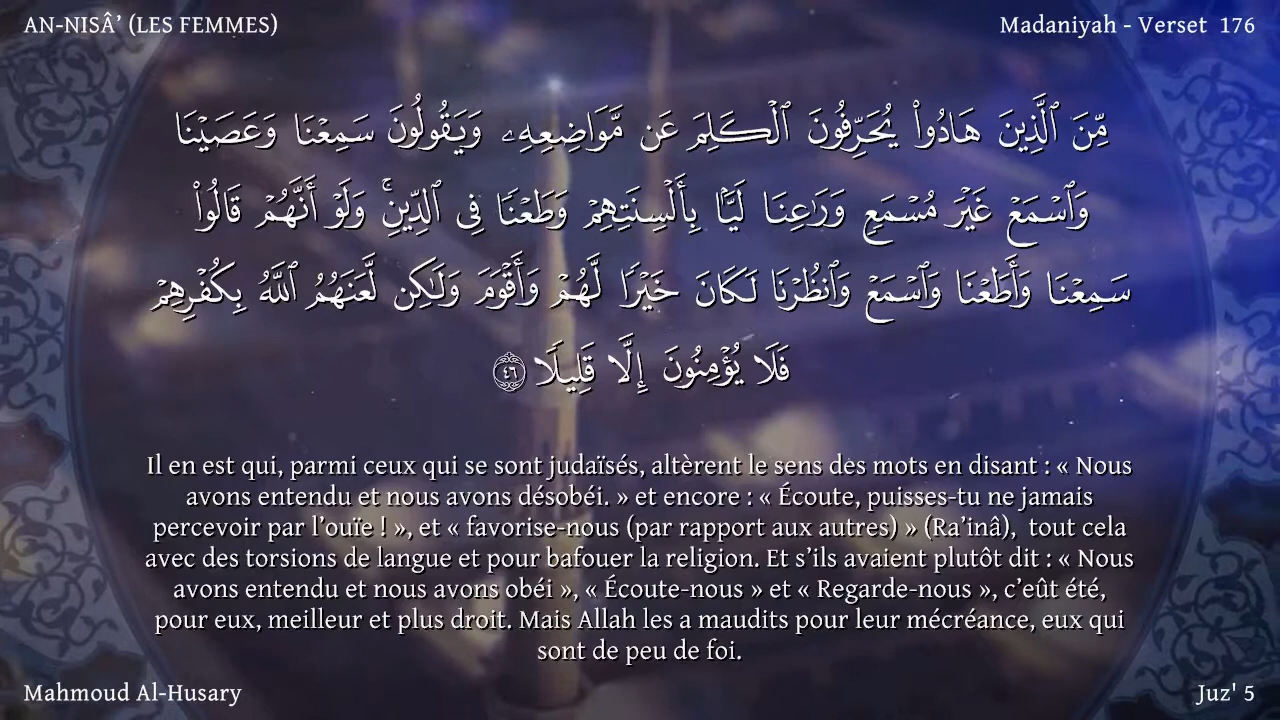 AN-NISÂ’ (LES FEMMES)
Madaniyah - Verset 176
مِّنَ ٱلَّذِينَ هَادُوا۟ يُحَرِّفُونَ ٱلْكَلِمَ عَن مَّوَاضِعِهِۦ وَيَقُولُونَ سَمِعْنَا وَعَصَيْنَا
وَٱسْمَعْ غَيْرَ مُسْمَعٍ وَرَٰعِنَا لَيًّۢا بِأَلْسِنَتِهِمْ وَطَعْنًا فِى ٱلدِّينِ ۚ وَلَوْ أَنَّهُمْ قَالُوا۟
سَمِعْنَا وَأَطَعْنَا وَٱسْمَعْ وَٱنظُرْنَا لَكَانَ خَيْرًا لَّهُمْ وَأَقْوَمَ وَلَٰكِن لَّعَنَهُمُ ٱللَّهُ بِكُفْرِهِمْ
فَلَا يُؤْمِنُونَ إِلَّا قَلِيلًا ٤٦
Il en est qui, parmi ceux qui se sont judaïsés, altèrent le sens des mots en disant : « Nous
avons entendu et nous avons désobéi. » et encore : « Écoute, puisses-tu ne jamais
percevoir par l’ouïe ! », et « favorise-nous (par rapport aux autres) » (Ra’inâ), tout cela
avec des torsions de langue et pour bafouer la religion. Et s’ils avaient plutôt dit : « Nous
avons entendu et nous avons obéi », « Écoute-nous » et « Regarde-nous », c’eût été,
pour eux, meilleur et plus droit. Mais Allah les a maudits pour leur mécréance, eux qui
sont de peu de foi.
Mahmoud Al-Husary
Juz' 5